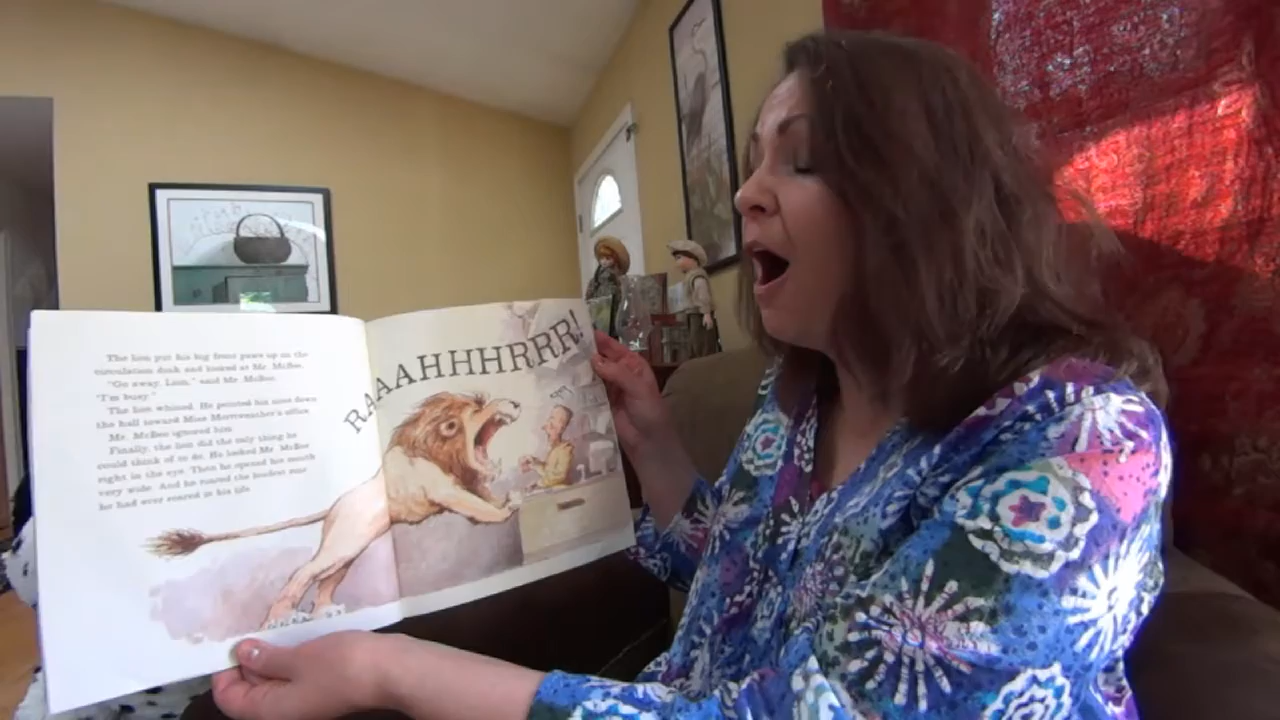 The lion put his big front paws up on the
circulation desk and looked at Mr. McBee.
"Go away, Lion," said Mr. McBee.
"I'm busy."
The lion whined. He pointed his nose down
the hall toward Miss Merriweather's office.
Mr. McBee ignored him.
Finally, the lion did the only thing he
could think of to do. He looked Mr. McBee
right in the eye. Then he opened his mouth
very wide. And he roared the loudest roar
he had ever roared in his life.
RAAAHHHRRR!